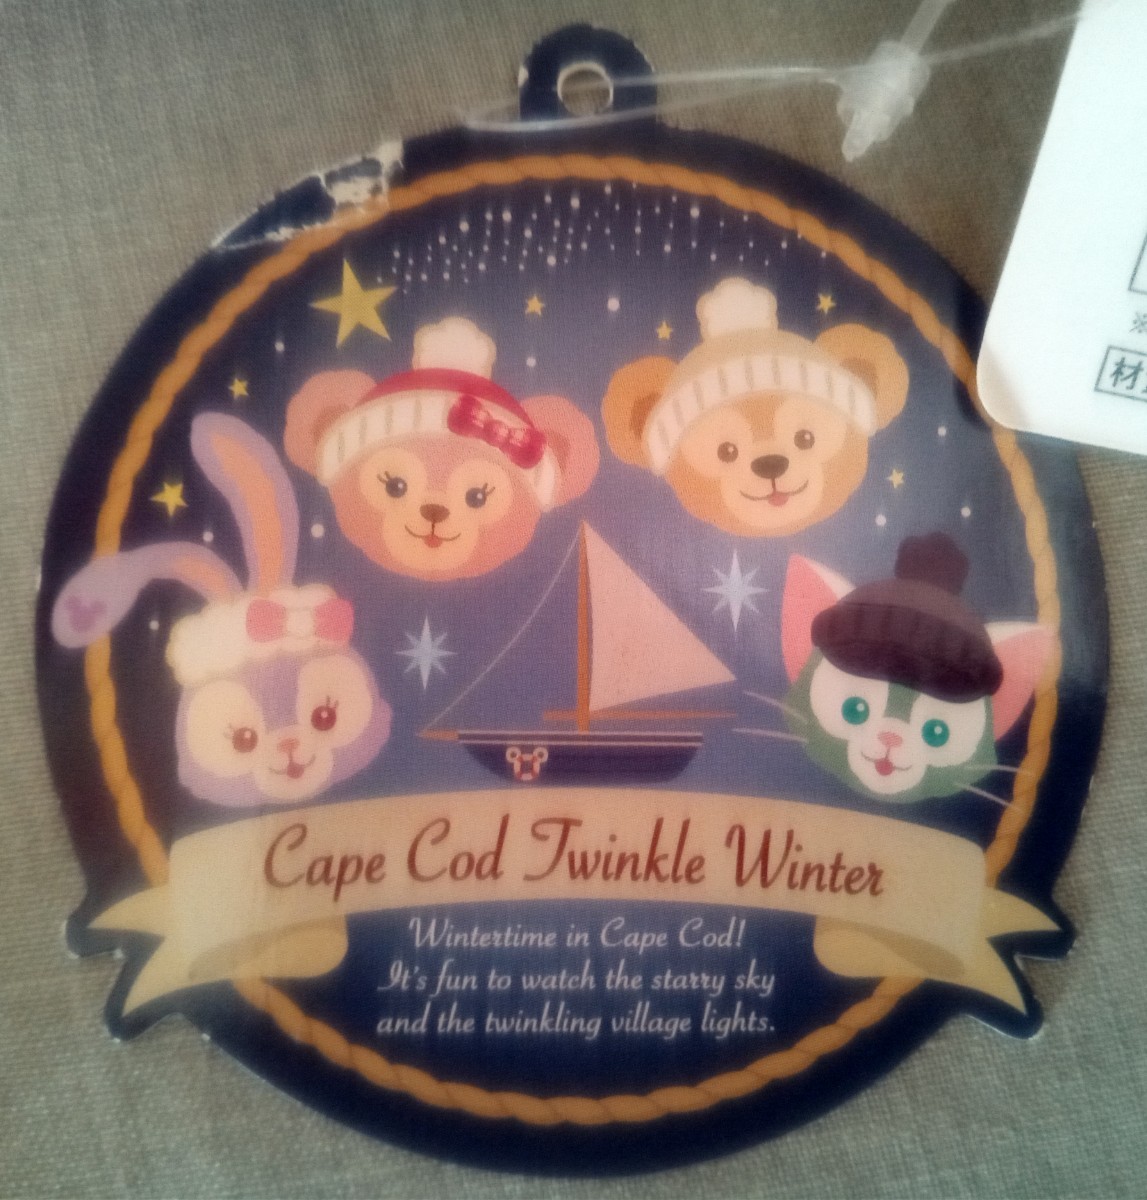 Cape Cod Twinkle Winter
Wintertime in Cape Cod!
It's fun to watch the starry sky
and the twinkling village lights.
※
材